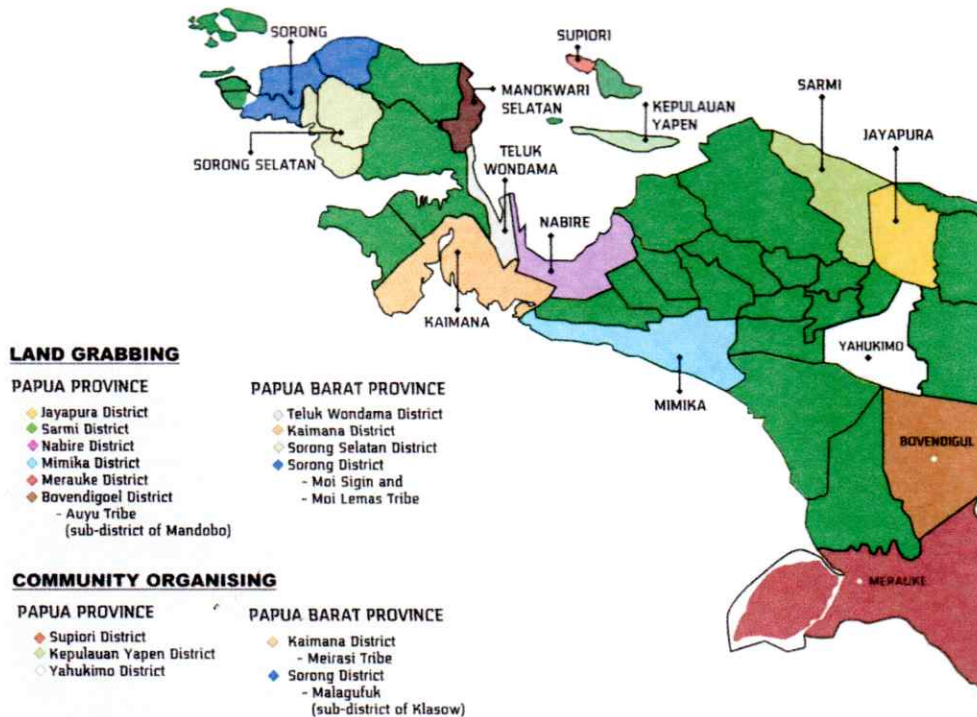 SORONG
SUPIORI
MANOKWARI
SELATAN
KEPULAUAN
YAPEN
SARMI
JAYAPURA
SORONG SELATAN
TELUK
WONDAMA
NABIRE
KAIMANA
YAHUKIMO
MIMIKA
BOVENDIGUL
MERAUKE
LAND GRABBING
PAPUA PROVINCE
Jayapura District
Sarmi District
Nabire District
Mimika District
Merauke District
Bovendigoel District
- Auyu Tribe
(sub-district of Mandobo)
PAPUA BARAT PROVINCE
Teluk Wondama District
Kaimana District
Sorong Selatan District
Sorong District
- Moi Sigin and
- Moi Lemas Tribe
COMMUNITY ORGANISING
PAPUA PROVINCE
Supiori District
Kepulauan Yapen District
Yahukimo District
PAPUA BARAT PROVINCE
Kaimana District
- Meirasi Tribe
Sorong District
- Malagufuk
(sub-district of Klasow)